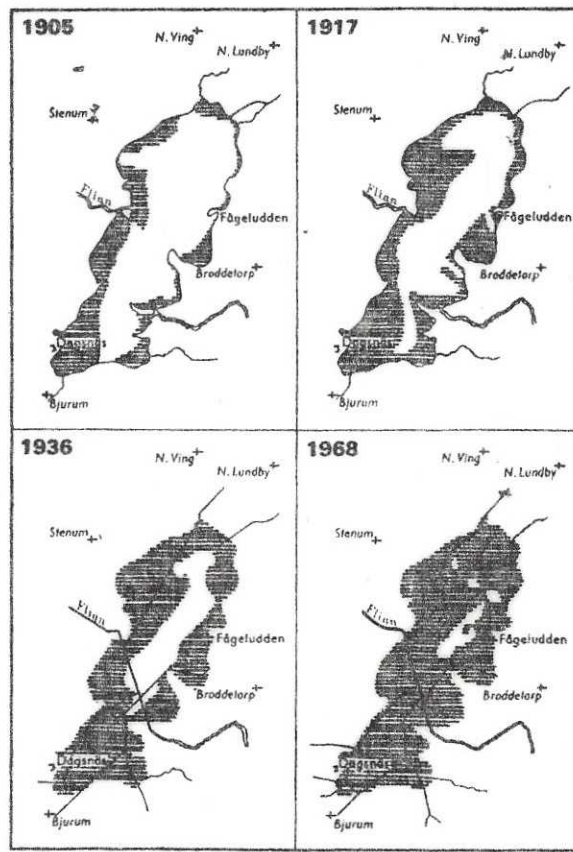 1905
N. Ving
N. Lundby
Stenum
Flian
Fågeludden
Broddetorp
Dagsnäs
Bjurum
1917
N. Ving
N. Lundby
Stenum
Flian
Fågeludden
Broddetorp
Dagsnäs
Bjurum
1936
N. Ving
N. Lundby
Stenum
Flian
Fågeludden
Broddetorp
Dagsnäs
Bjurum
1968
N. Ving
N. Lundby
Stenum
Flian
Fågeludden
Broddetorp
Dagsnäs
Bjurum